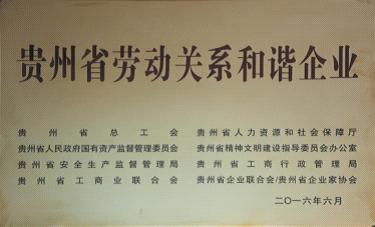 贵州省劳动关系和谐企业
贵州省总工会 贵州省人力资源和社会保障厅
贵州省人民政府国有资产监督管理委员会 贵州省精神文明建设指导委员会办公室
贵州省安全生产监督管理局 贵州省工商行政管理局
贵州省工商业联合会 贵州省企业联合会/贵州省企业家协会
二〇一六年六月